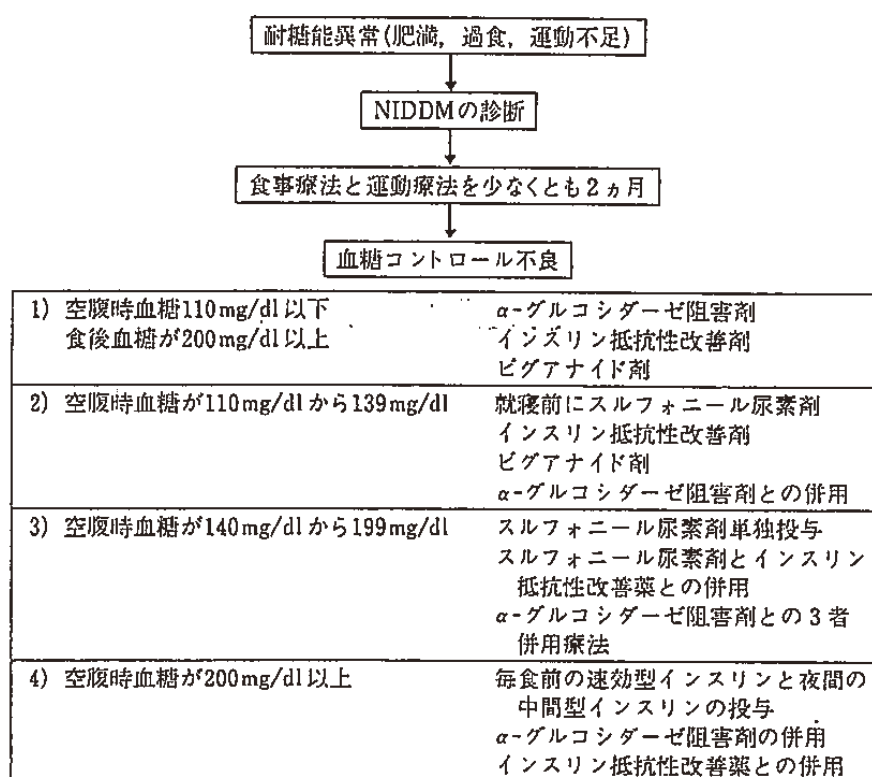 耐糖能異常(肥満, 過食, 運動不足)
NIDDMの診断
食事療法と運動療法を少なくとも2ヵ月
血糖コントロール不良
1) 空腹時血糖110mg/dl以下
食後血糖が200mg/dl以上
α-グルコシダーゼ阻害剤
インスリン抵抗性改善剤
ビグアナイド剤
2) 空腹時血糖が110mg/dlから139mg/dl
就寝前にスルフォニール尿素剤
インスリン抵抗性改善剤
ビグアナイド剤
α-グルコシダーゼ阻害剤との併用
3) 空腹時血糖が140mg/dlから199mg/dl
スルフォニール尿素剤単独投与
スルフォニール尿素剤とインスリン
抵抗性改善薬との併用
α-グルコシダーゼ阻害剤との3者
併用療法
4) 空腹時血糖が200mg/dl以上
毎食前の速効型インスリンと夜間の
中間型インスリンの投与
α-グルコシダーゼ阻害剤の併用
インスリン抵抗性改善薬との併用